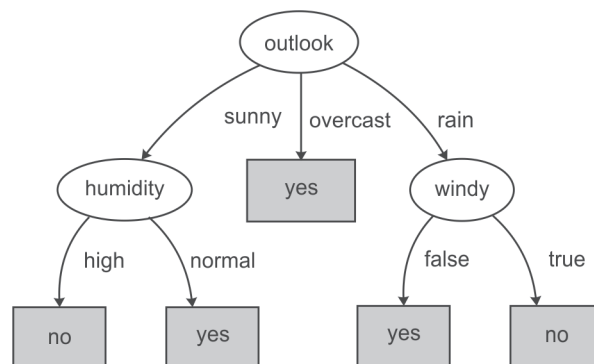 outlook
sunny
overcast
rain
humidity
yes
windy
high
normal
false
true
no
yes
yes
no